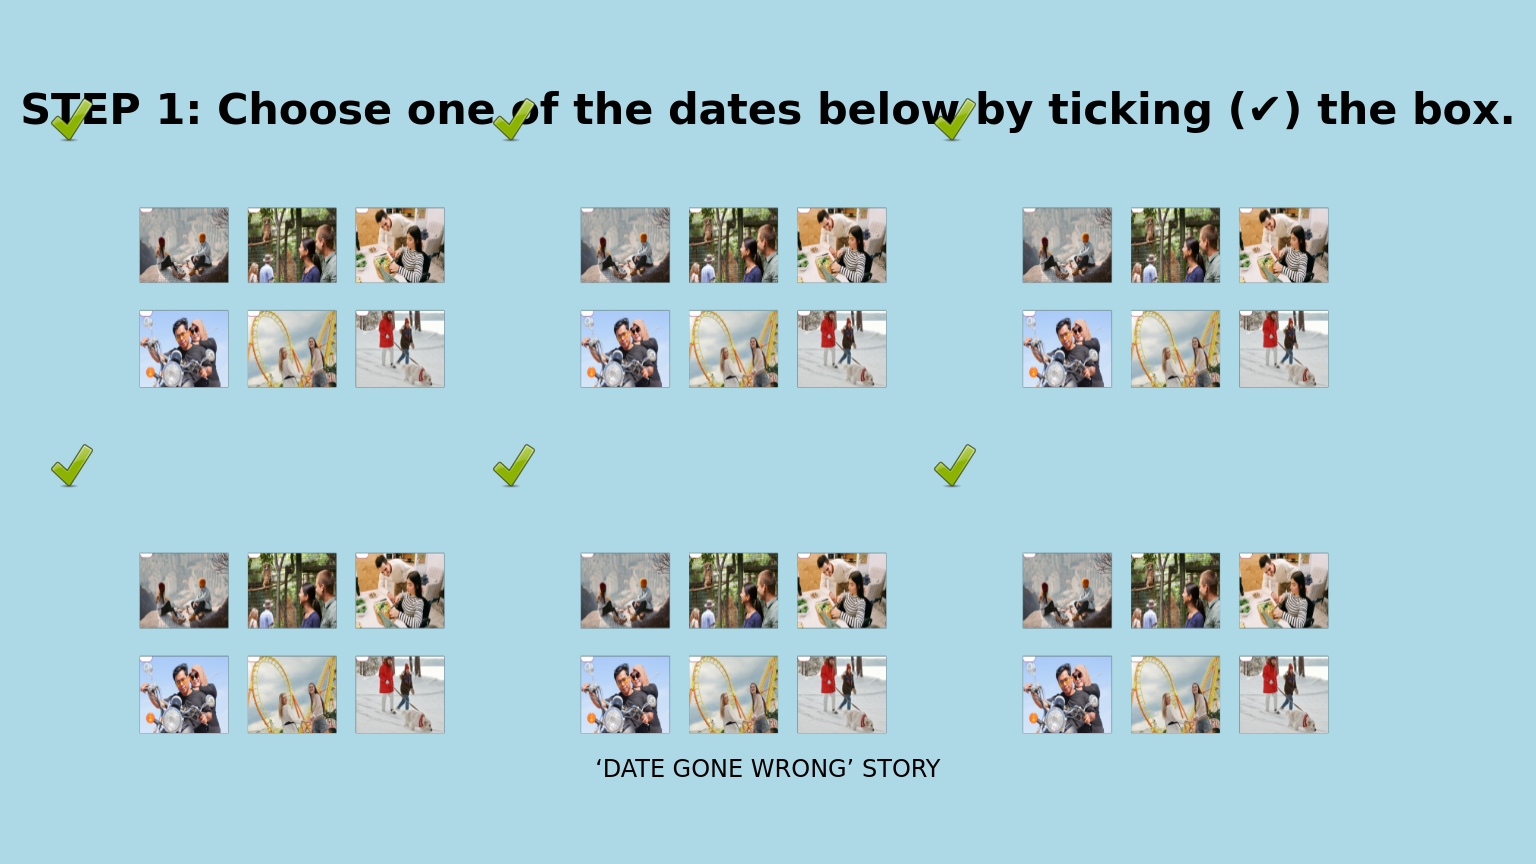 STEP 1: Choose one of the dates below by ticking (✔) the box.
‘DATE GONE WRONG’ STORY